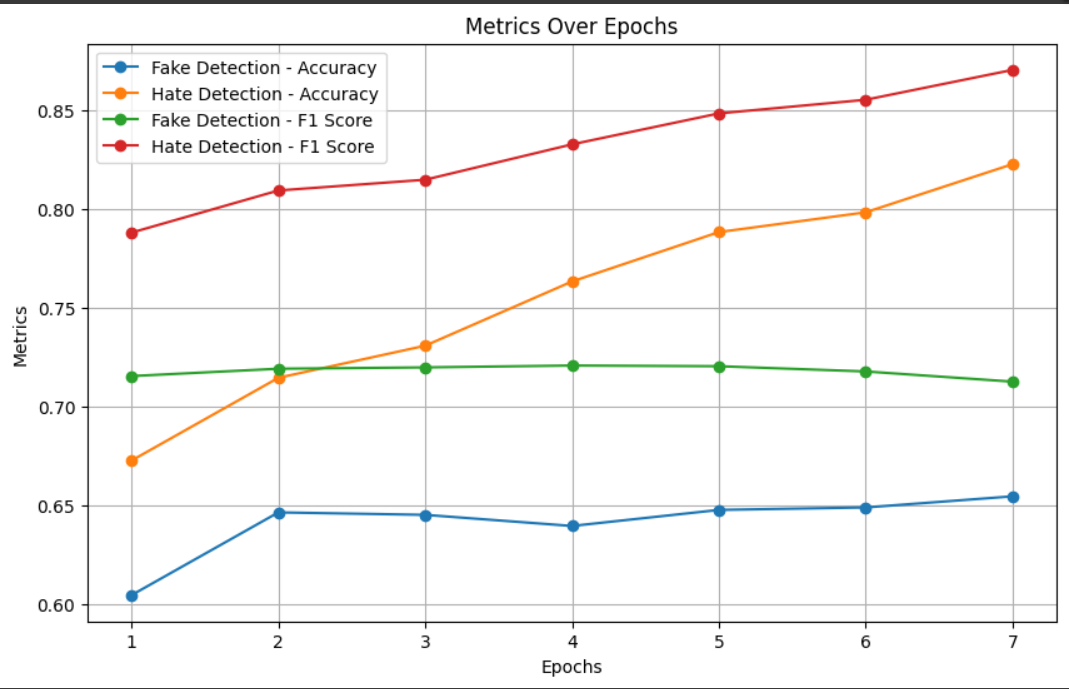 Metrics Over Epochs
Fake Detection - Accuracy
Hate Detection - Accuracy
Fake Detection - F1 Score
Hate Detection - F1 Score
0.85
0.80
0.75
0.70
0.65
0.60
Metrics
1 2 3 4 5 6 7
Epochs